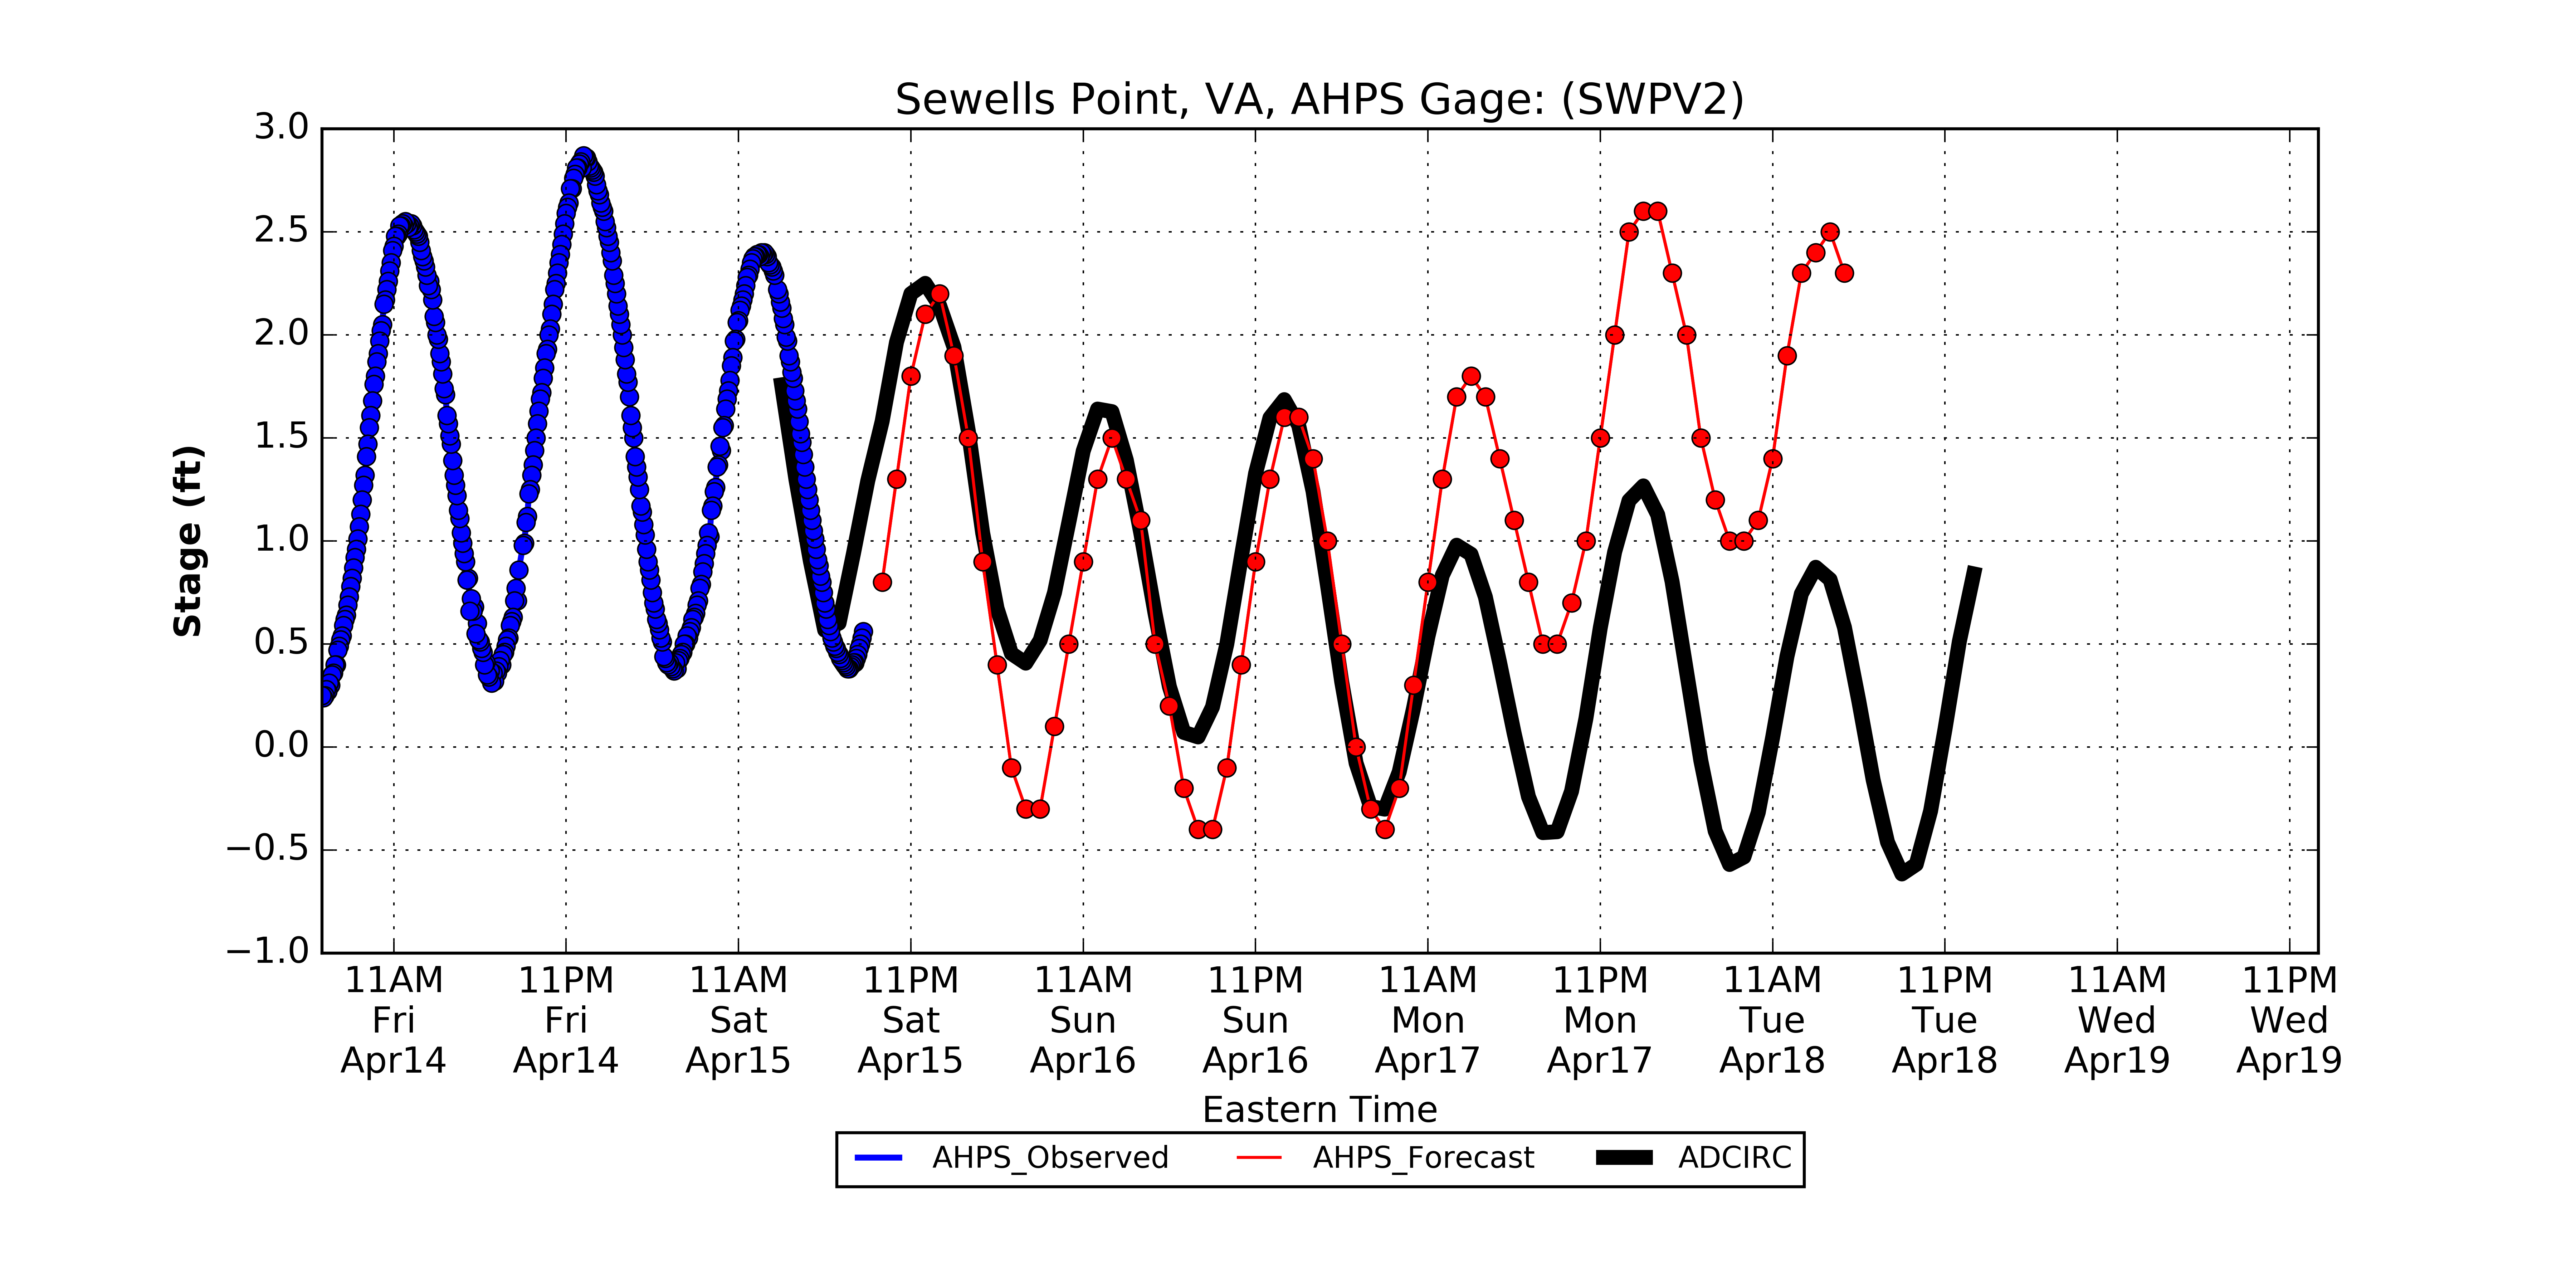 Sewells Point, VA, AHPS Gage: (SWPV2)
3.0
2.5
2.0
1.5
1.0
0.5
0.0
−0.5
−1.0
Stage (ft)
11AM 11PM 11AM 11PM 11AM 11PM 11AM 11PM 11AM 11PM 11AM 11PM
Fri Fri Sat Sat Sun Sun Mon Mon Tue Tue Wed Wed
Apr14 Apr14 Apr15 Apr15 Apr16 Apr16 Apr17 Apr17 Apr18 Apr18 Apr19 Apr19
Eastern Time
AHPS_Observed AHPS_Forecast ADCIRC